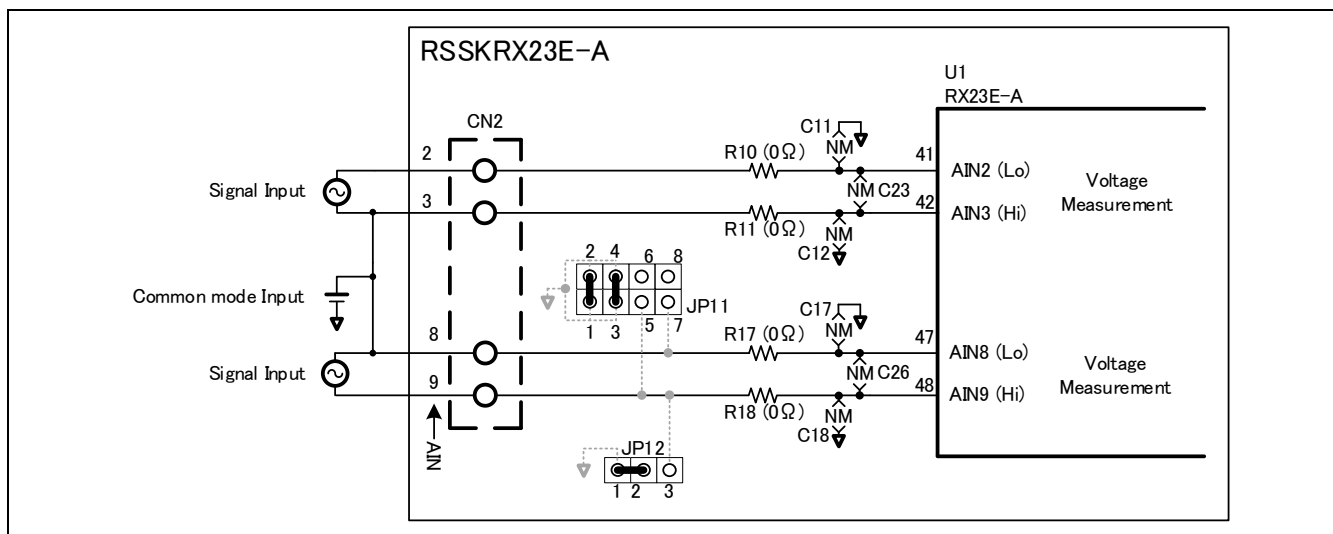 RSSKRX23E-A
U1
RX23E-A
CN2
C11
NM
R10 (0Ω)
2
41
AIN2 (Lo)
Voltage
Measurement
Signal Input
NM C23
3
42
AIN3 (Hi)
R11 (0Ω)
NM
C12
2 4 6 8
Common mode Input
JP11
1 3 5 7
C17
NM
R17 (0Ω)
8
47
AIN8 (Lo)
Voltage
Measurement
Signal Input
NM C26
9
48
AIN9 (Hi)
R18 (0Ω)
NM
C18
AIN
JP12
1 2 3